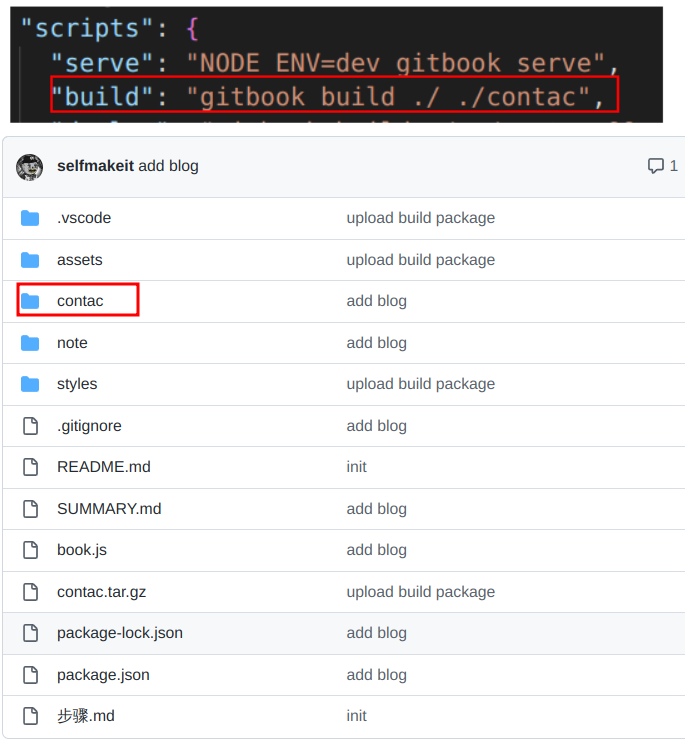 "scripts": {
"serve": "NODE_ENV=dev gitbook serve",
"build": "gitbook build ./ ./contac",
selfmakeit add blog 1
.vscode upload build package
assets upload build package
contac add blog
note add blog
styles upload build package
.gitignore add blog
README.md init
SUMMARY.md add blog
book.js add blog
contac.tar.gz upload build package
package-lock.json add blog
package.json add blog
步骤.md init